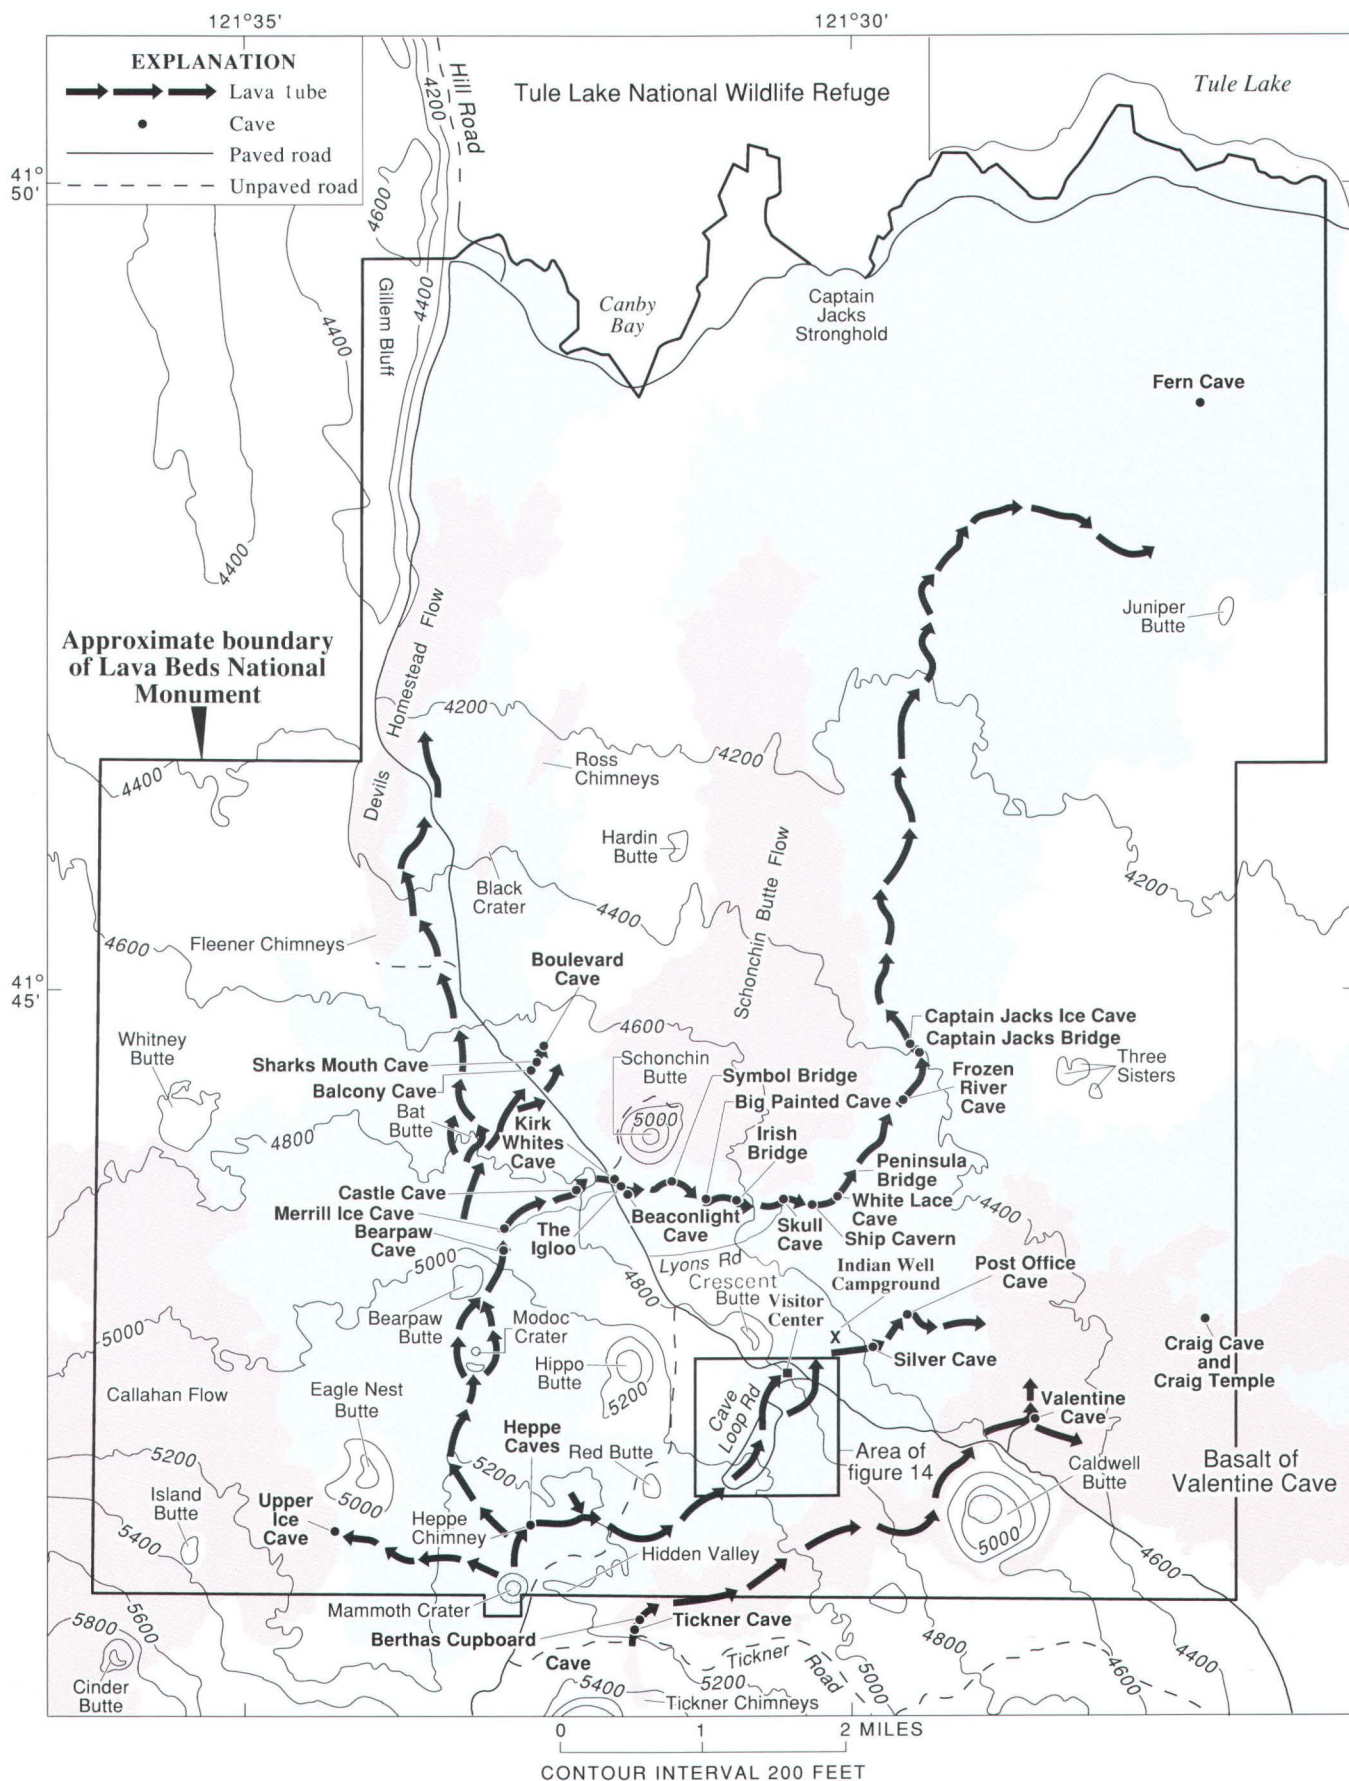 121°35'
121°30'
EXPLANATION
Lava tube
Cave
Paved road
Unpaved road
41°
50'
4200
Hill Road
Tule Lake National Wildlife Refuge
Tule Lake
4600
4400
4400
4400
Gillem Bluff
Canby
Bay
Captain
Jacks
Stronghold
Fern Cave
Juniper
Butte
Approximate boundary
of Lava Beds National
Monument
Devils Homestead Flow
4200
4200
4400
Ross
Chimneys
Hardin
Butte
Schonchin Butte Flow
Black
Crater
4400
4200
4600
Fleener Chimneys
41°
45'
Boulevard
Cave
Captain Jacks Ice Cave
Captain Jacks Bridge
Whitney
Butte
4600
Schonchin
Butte
Three
Sisters
Sharks Mouth Cave
Balcony Cave
Symbol Bridge
Frozen
River
Cave
Big Painted Cave
Bat
Butte
Kirk
Whites
Cave
5000
Irish
Bridge
4800
Peninsula
Bridge
Castle Cave
Merrill Ice Cave
Bearpaw
Cave
The
Igloo
Beaconlight
Cave
Skull
Cave
White Lace
Cave
Ship Cavern
4400
5000
Lyons Rd
Indian Well
Campground
Post Office
Cave
4800
Crescent
Butte
Visitor
Center
Bearpaw
Butte
Modoc
Crater
X
Silver Cave
Craig Cave
and
Craig Temple
5000
Hippo
Butte
5200
Callahan Flow
Eagle Nest
Butte
Cave
Loop Rd
Valentine
Cave
Heppe
Caves
Red Butte
Area of
figure 14
Caldwell
Butte
Basalt of
Valentine Cave
5200
5200
5000
Island
Butte
Upper
Ice
Cave
Heppe
Chimney
5000
5400
Hidden Valley
4600
Mammoth Crater
5800
5600
Berthas Cupboard
Tickner Cave
4800
4400
Cave
Tickner
Road
5000
4600
Cinder
Butte
5400
5200
Tickner Chimneys
0 1 2 MILES
CONTOUR INTERVAL 200 FEET